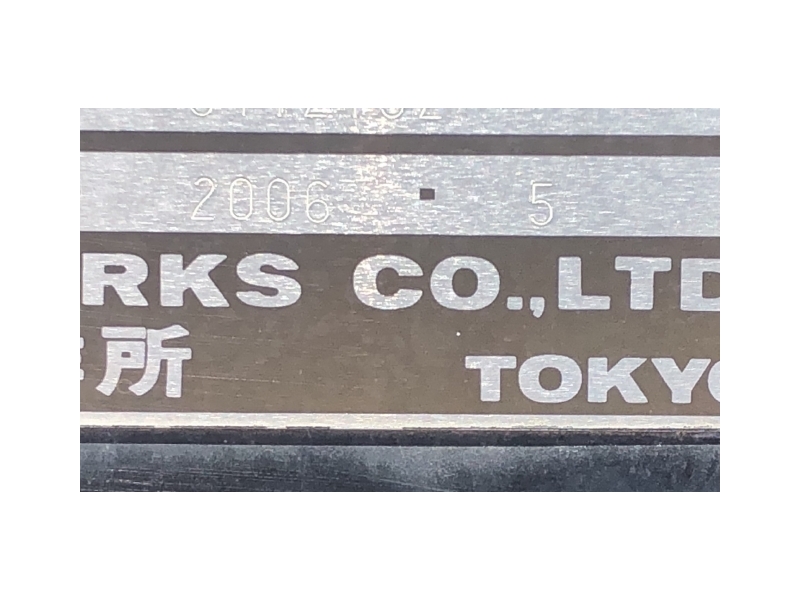 2006 . 5
RKS CO.,LTD
所 TOKYO